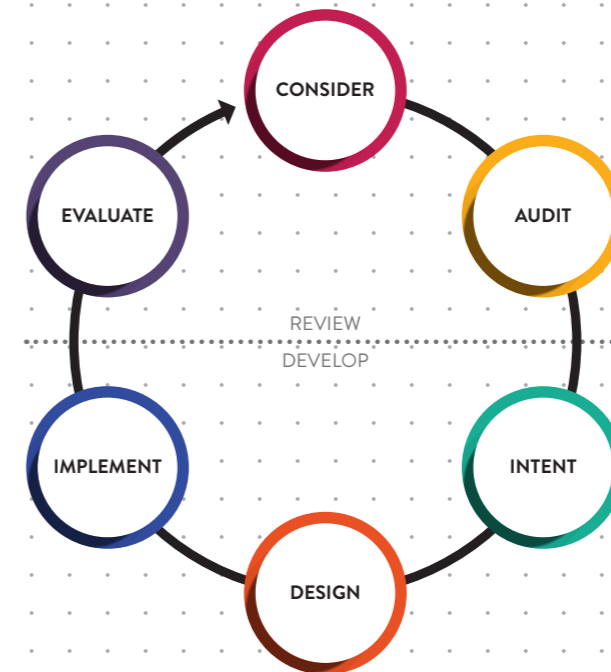 CONSIDER
AUDIT
EVALUATE
REVIEW
DEVELOP
INTENT
IMPLEMENT
DESIGN